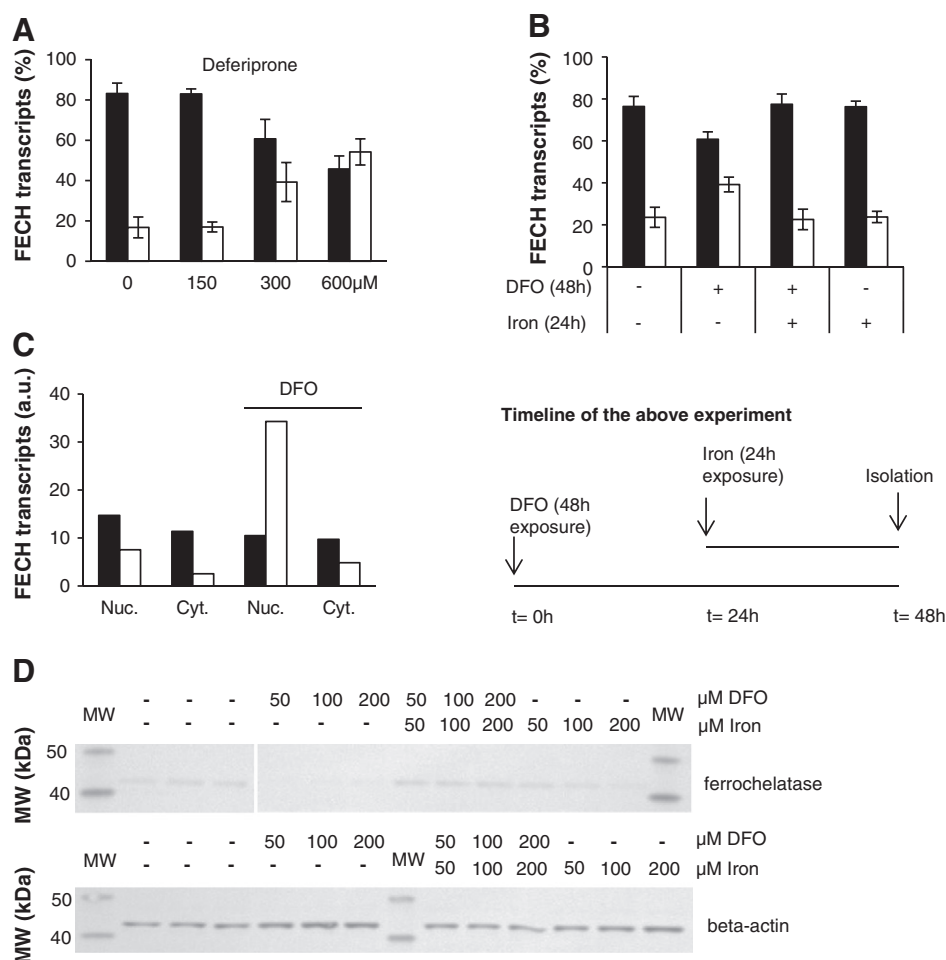 A
FECH transcripts (%)
100
80
60
40
20
0
Deferiprone
0 150 300 600µM
B
FECH transcripts (%)
100
80
60
40
20
0
DFO (48h) - + + -
Iron (24h) - - + +
C
FECH transcripts (a.u.)
40
30
20
10
0
DFO
Nuc. Cyt. Nuc. Cyt.
Timeline of the above experiment
Iron (24h
exposure)
Isolation
DFO (48h
exposure)
t= 0h t= 24h t= 48h
D
MW (kDa)
MW - - - 50 100 200 50 100 200 - - - MW µM DFO
- - - - - - 50 100 200 50 100 200 µM Iron
50
40
ferrochelatase
MW (kDa)
MW - - - 50 100 200 MW 50 100 200 - - - µM DFO
- - - - - - 50 100 200 50 100 200 µM Iron
50
40
beta-actin